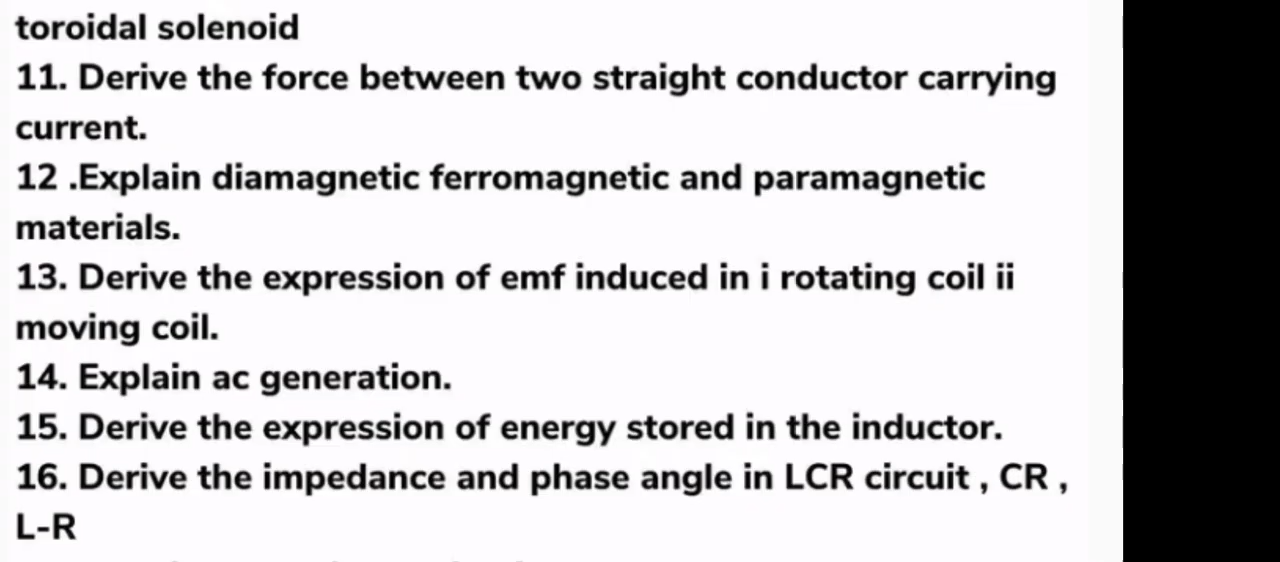 toroidal solenoid
11. Derive the force between two straight conductor carrying
current.
12 .Explain diamagnetic ferromagnetic and paramagnetic
materials.
13. Derive the expression of emf induced in i rotating coil ii
moving coil.
14. Explain ac generation.
15. Derive the expression of energy stored in the inductor.
16. Derive the impedance and phase angle in LCR circuit , CR ,
L-R